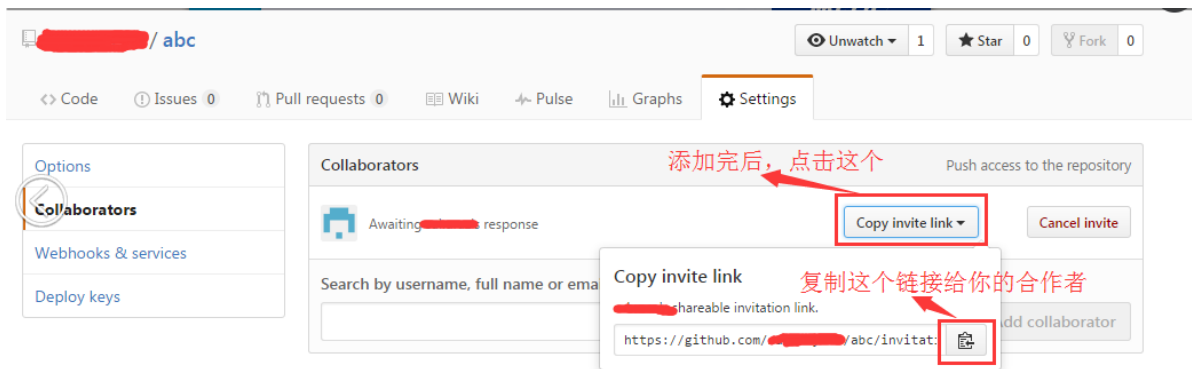 / abc
Unwatch 1 Star 0 Fork 0
Code Issues 0 Pull requests 0 Wiki Pulse Graphs Settings
Options
Collaborators
Webhooks & services
Deploy keys
Collaborators 添加完后，点击这个 Push access to the repository
Awaiting s response Copy invite link Cancel invite
Search by username, full name or ema
Copy invite link
复制这个链接给你的合作者
shareable invitation link.
dd collaborator
https://github.com/ /abc/invitat